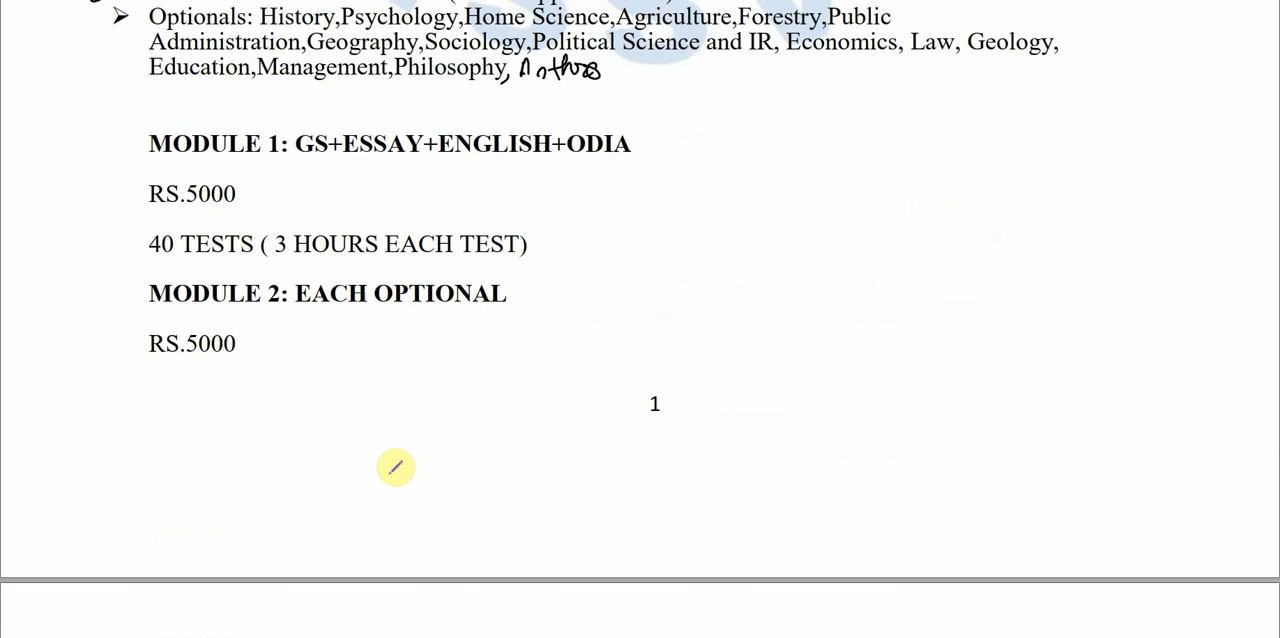 ➢ Optionals: History,Psychology,Home Science,Agriculture,Forestry,Public
Administration,Geography,Sociology,Political Science and IR, Economics, Law, Geology,
Education,Management,Philosophy, Anthro
MODULE 1: GS+ESSAY+ENGLISH+ODIA
RS.5000
40 TESTS ( 3 HOURS EACH TEST)
MODULE 2: EACH OPTIONAL
RS.5000
1